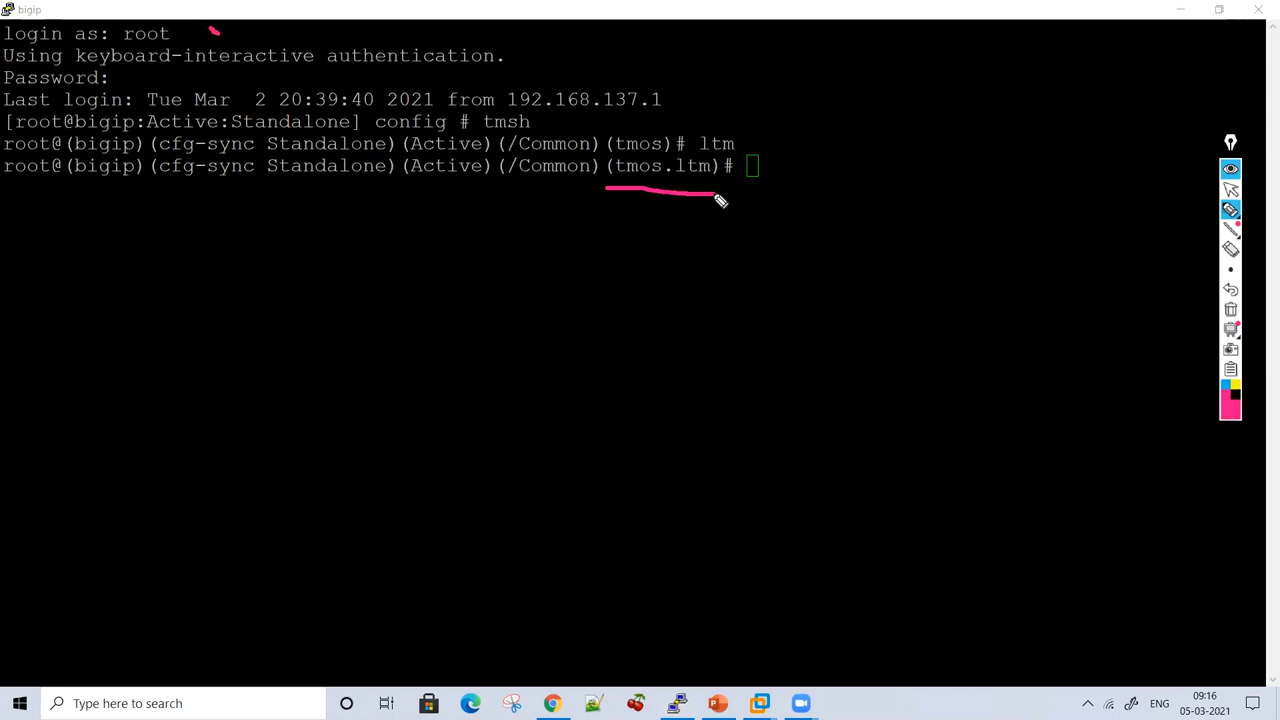 bigip
login as: root
Using keyboard-interactive authentication.
Password:
Last login: Tue Mar  2 20:39:40 2021 from 192.168.137.1
[root@bigip:Active:Standalone] config # tmsh
root@(bigip)(cfg-sync Standalone)(Active)(/Common)(tmos)# ltm
root@(bigip)(cfg-sync Standalone)(Active)(/Common)(tmos.ltm)#
Type here to search
ENG
09:16
05-03-2021